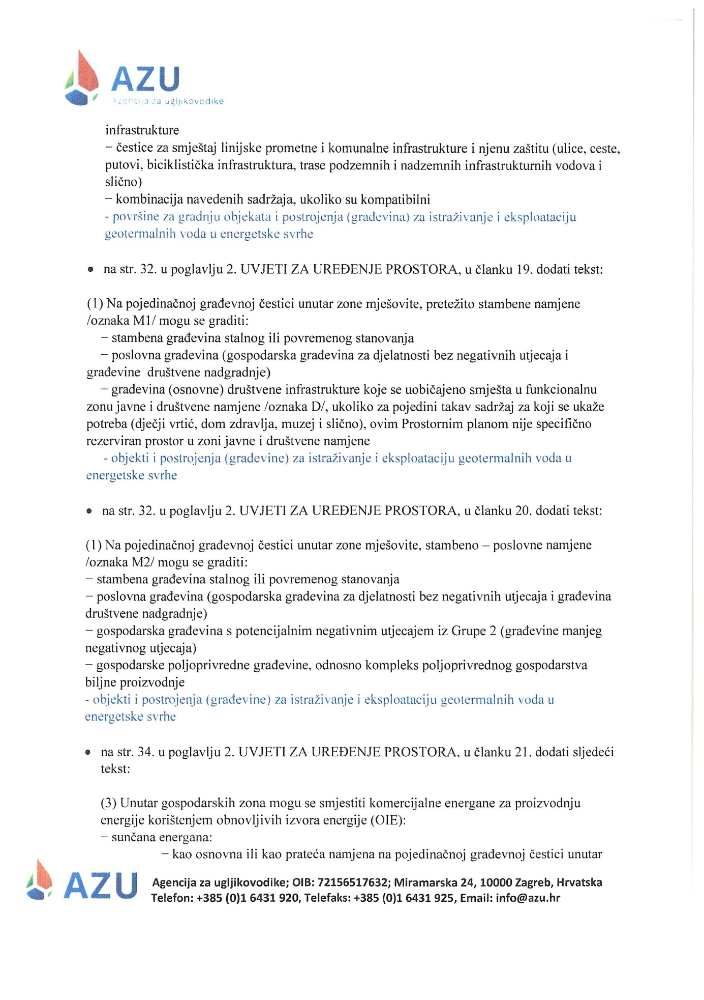 AZU
Agencija za ugljikovodike
infrastrukture
– čestice za smještaj linijske prometne i komunalne infrastrukture i njenu zaštitu (ulice, ceste,
putovi, biciklistička infrastruktura, trase podzemnih i nadzemnih infrastrukturnih vodova i
slično)
– kombinacija navedenih sadržaja, ukoliko su kompatibilni
- površine za gradnju objekata i postrojenja (građevina) za istraživanje i eksploataciju
geotermalnih voda u energetske svrhe
• na str. 32. u poglavlju 2. UVJETI ZA UREĐENJE PROSTORA, u članku 19. dodati tekst:
(1) Na pojedinačnoj građevnoj čestici unutar zone mješovite, pretežito stambene namjene
/oznaka M1/ mogu se graditi:
– stambena građevina stalnog ili povremenog stanovanja
– poslovna građevina (gospodarska građevina za djelatnosti bez negativnih utjecaja i
građevine društvene nadgradnje)
– građevina (osnovne) društvene infrastrukture koje se uobičajeno smješta u funkcionalnu
zonu javne i društvene namjene /oznaka D/, ukoliko za pojedini takav sadržaj za koji se ukaže
potreba (dječji vrtić, dom zdravlja, muzej i slično), ovim Prostornim planom nije specifično
rezerviran prostor u zoni javne i društvene namjene
- objekti i postrojenja (građevine) za istraživanje i eksploataciju geotermalnih voda u
energetske svrhe
• na str. 32. u poglavlju 2. UVJETI ZA UREĐENJE PROSTORA, u članku 20. dodati tekst:
(1) Na pojedinačnoj građevnoj čestici unutar zone mješovite, stambeno – poslovne namjene
/oznaka M2/ mogu se graditi:
– stambena građevina stalnog ili povremenog stanovanja
– poslovna građevina (gospodarska građevina za djelatnosti bez negativnih utjecaja i građevina
društvene nadgradnje)
– gospodarska građevina s potencijalnim negativnim utjecajem iz Grupe 2 (građevine manjeg
negativnog utjecaja)
– gospodarske poljoprivredne građevine, odnosno kompleks poljoprivrednog gospodarstva
biljne proizvodnje
- objekti i postrojenja (građevine) za istraživanje i eksploataciju geotermalnih voda u
energetske svrhe
• na str. 34. u poglavlju 2. UVJETI ZA UREĐENJE PROSTORA, u članku 21. dodati sljedeći
tekst:
(3) Unutar gospodarskih zona mogu se smjestiti komercijalne energane za proizvodnju
energije korištenjem obnovljivih izvora energije (OIE):
– sunčana energana:
– kao osnovna ili kao prateća namjena na pojedinačnoj građevnoj čestici unutar
AZU
Agencija za ugljikovodike; OIB: 72156517632; Miramarska 24, 10000 Zagreb, Hrvatska
Telefon: +385 (0)1 6431 920, Telefaks: +385 (0)1 6431 925, Email: info@azu.hr